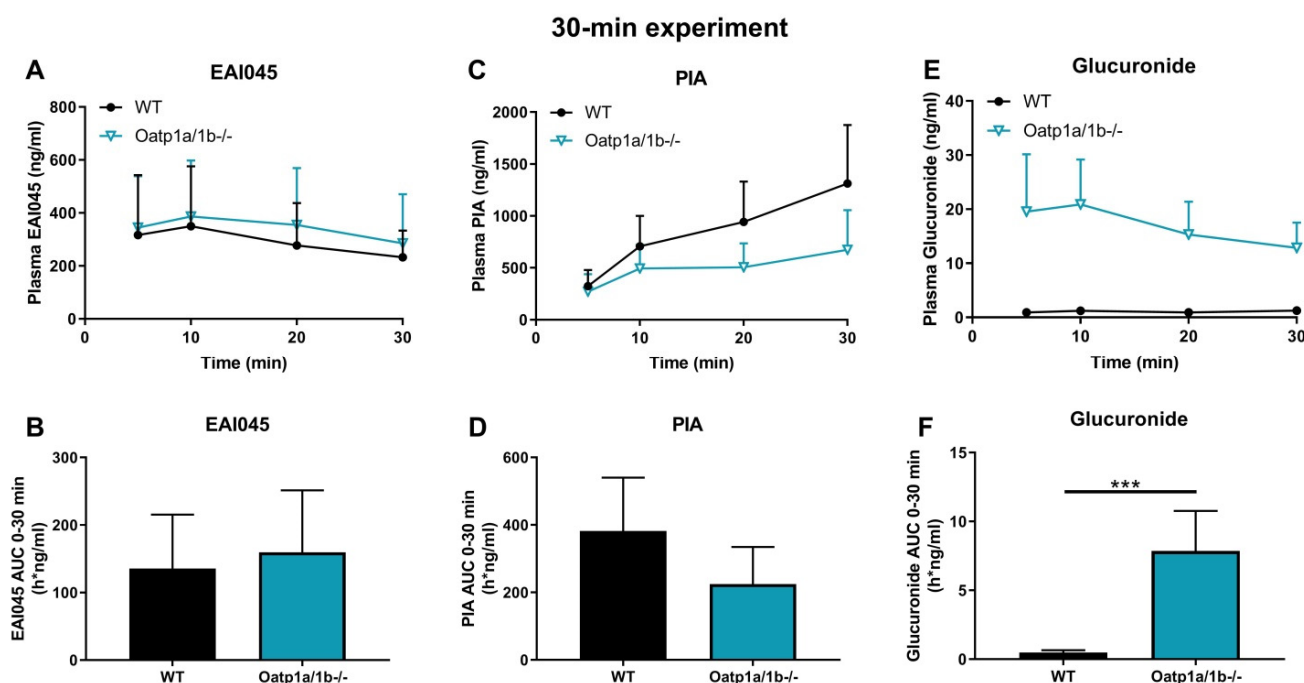 30-min experiment
A
EAI045
WT
Oatp1a/1b-/-
Plasma EAI045 (ng/ml)
800
600
400
200
0
0
10
20
30
Time (min)
C
PIA
WT
Oatp1a/1b-/-
Plasma PIA (ng/ml)
2000
1500
1000
500
0
0
10
20
30
Time (min)
E
Glucuronide
WT
Oatp1a/1b-/-
Plasma Glucuronide (ng/ml)
40
30
20
10
0
0
10
20
30
Time (min)
B
EAI045
EAI045 AUC 0-30 min
(h*ng/ml)
300
200
100
0
WT
Oatp1a/1b-/-
D
PIA
PIA AUC 0-30 min
(h*ng/ml)
600
400
200
0
WT
Oatp1a/1b-/-
F
Glucuronide
Glucuronide AUC 0-30 min
(h*ng/ml)
15
10
5
0
***
WT
Oatp1a/1b-/-